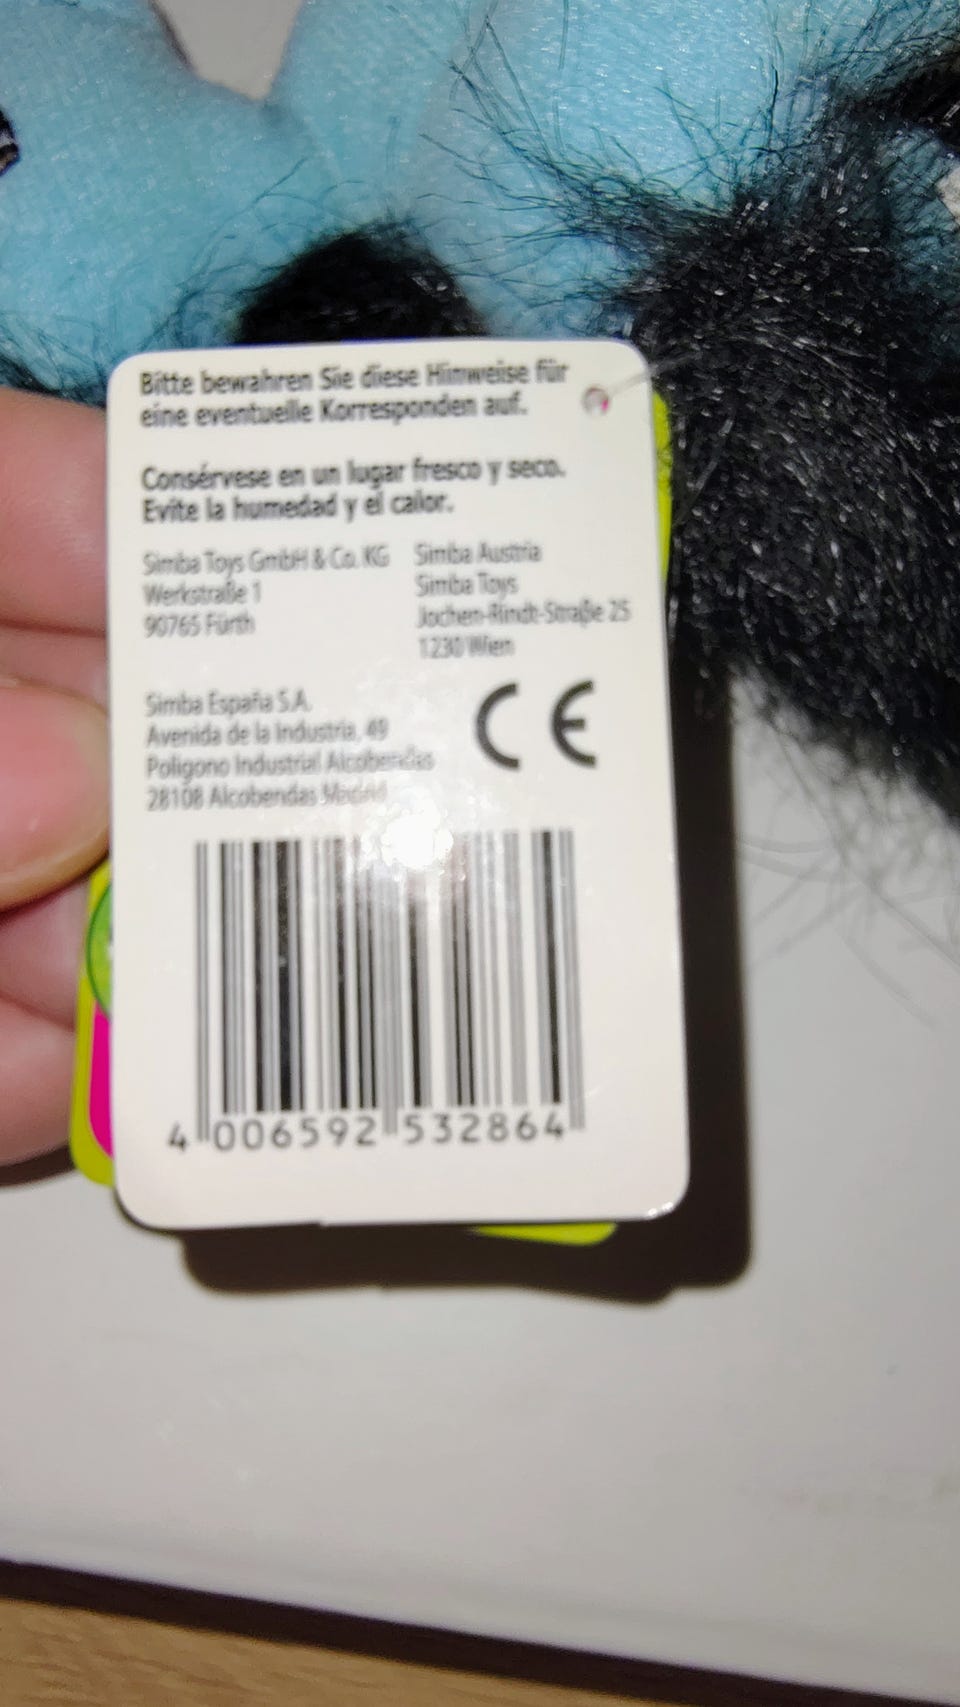 Bitte bewahren Sie diese Hinweise für
eine eventuelle Korresponden auf.
Consérvese en un lugar fresco y seco.
Evite la humedad y el calor.
Simba Toys GmbH & Co. KG
Werkstraße 1
90765 Fürth
Simba Austria
Simba Toys
Jochen-Rindt-Straße 25
1230 Wien
Simba España S.A.
Avenida de la Industria, 49
Poligono Industrial Alcobendas
28108 Alcobendas Madrid
CE
4 006592 532864